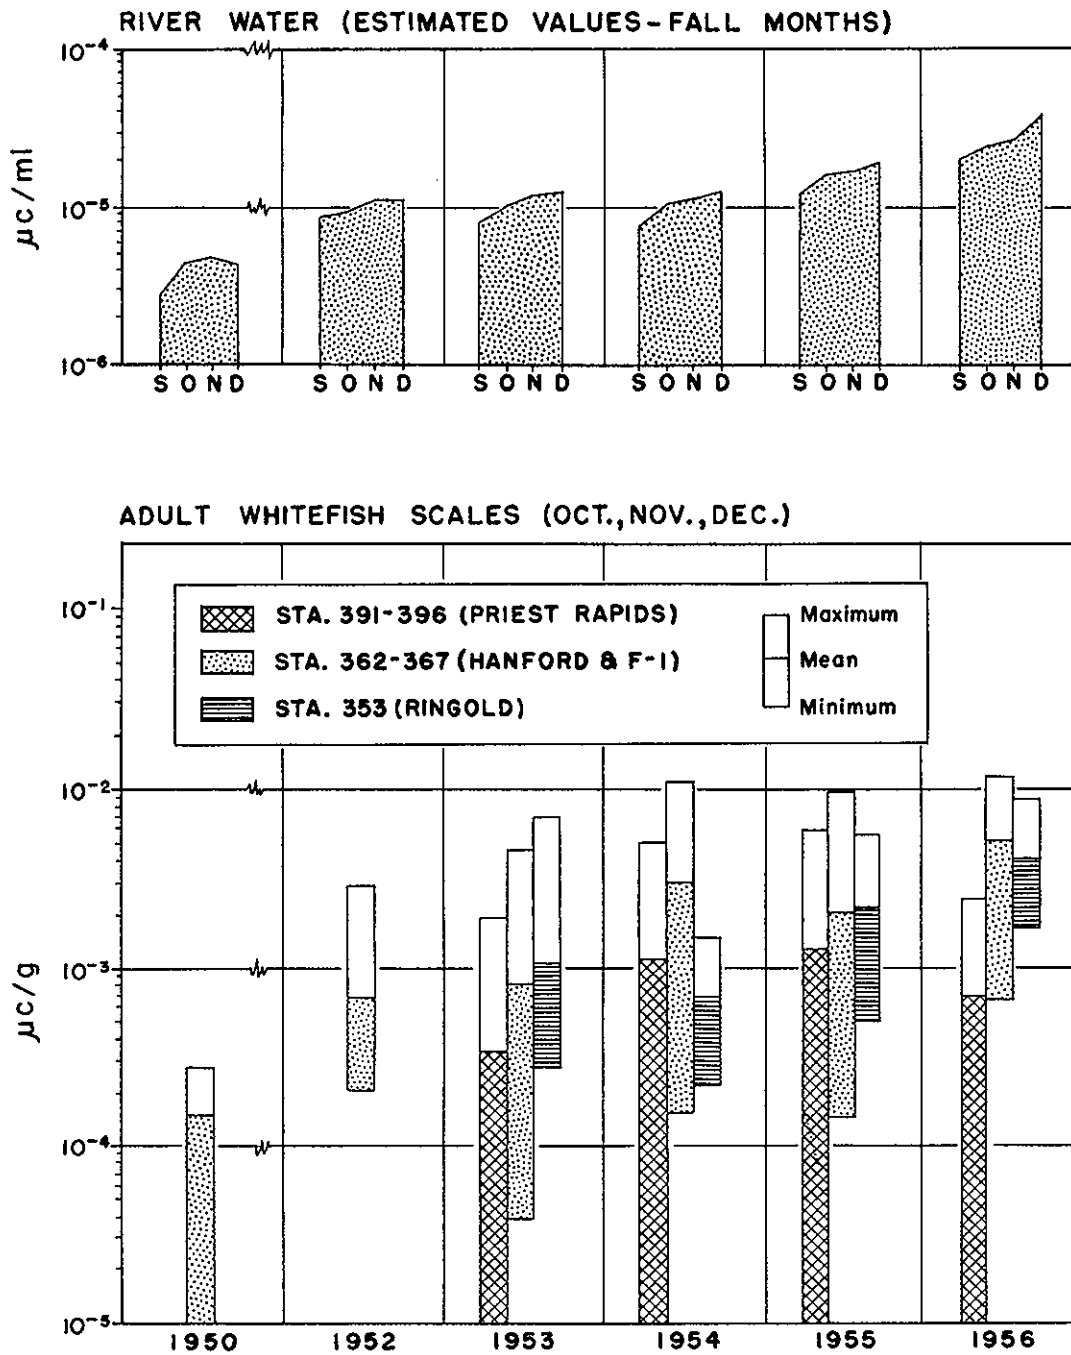 RIVER WATER (ESTIMATED VALUES-FALL MONTHS)
10-4
μc/ml
10-5
10-6
S O N D S O N D S O N D S O N D S O N D S O N D
ADULT WHITEFISH SCALES (OCT.,NOV.,DEC.)
10-1
STA. 391-396 (PRIEST RAPIDS)
Maximum
STA. 362-367 (HANFORD & F-1)
Mean
STA. 353 (RINGOLD)
Minimum
10-2
μc/g
10-3
10-4
10-5
1950 1952 1953 1954 1955 1956